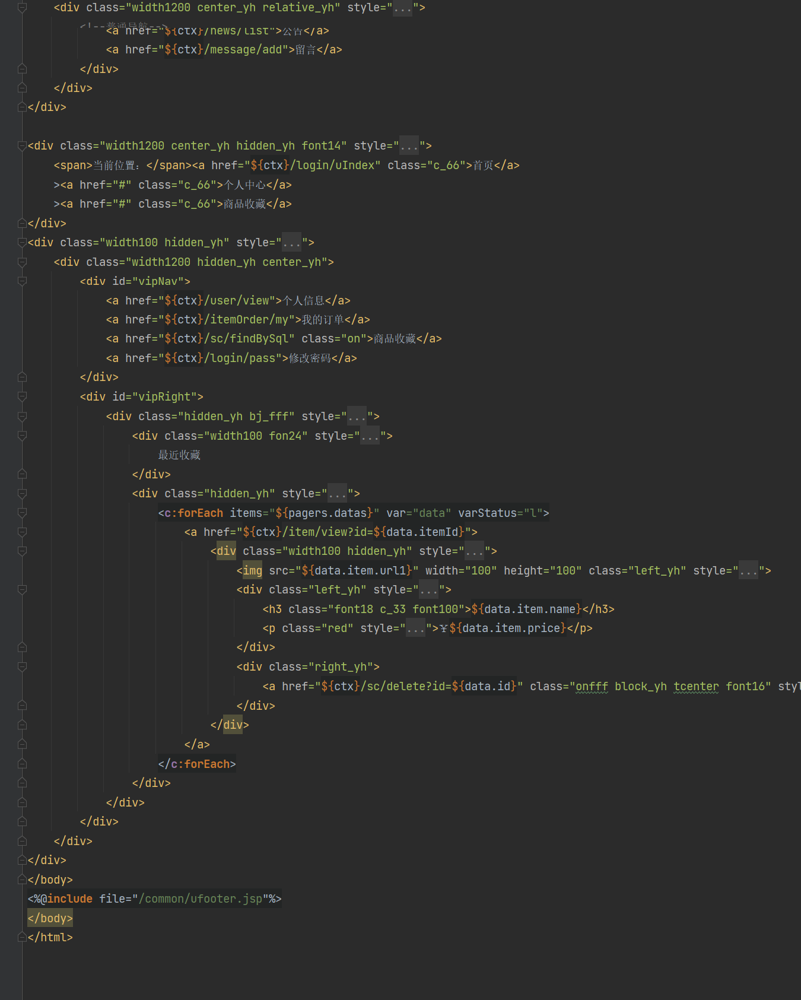 <div class="width1200 center_yh relative_yh" style="...">
<!--普通导航-->
<a href="${ctx}/news/list">公告</a>
<a href="${ctx}/message/add">留言</a>
</div>
</div>
</div>
<div class="width1200 center_yh hidden_yh font14" style="...">
<span>当前位置：</span><a href="${ctx}/login/uIndex" class="c_66">首页</a>
><a href="#" class="c_66">个人中心</a>
><a href="#" class="c_66">商品收藏</a>
</div>
<div class="width100 hidden_yh" style="...">
<div class="width1200 hidden_yh center_yh">
<div id="vipNav">
<a href="${ctx}/user/view">个人信息</a>
<a href="${ctx}/itemOrder/my">我的订单</a>
<a href="${ctx}/sc/findBySql" class="on">商品收藏</a>
<a href="${ctx}/login/pass">修改密码</a>
</div>
<div id="vipRight">
<div class="hidden_yh bj_fff" style="...">
<div class="width100 fon24" style="...">
最近收藏
</div>
<div class="hidden_yh" style="...">
<c:forEach items="${pagers.datas}" var="data" varStatus="l">
<a href="${ctx}/item/view?id=${data.itemId}">
<div class="width100 hidden_yh" style="...">
<img src="${data.item.url1}" width="100" height="100" class="left_yh" style="...">
<div class="left_yh" style="...">
<h3 class="font18 c_33 font100">${data.item.name}</h3>
<p class="red" style="...">￥${data.item.price}</p>
</div>
<div class="right_yh">
<a href="${ctx}/sc/delete?id=${data.id}" class="onfff block_yh tcenter font16" styl
</div>
</div>
</a>
</c:forEach>
</div>
</div>
</div>
</div>
</div>
</body>
<%@include file="/common/ufooter.jsp"%>
</body>
</html>